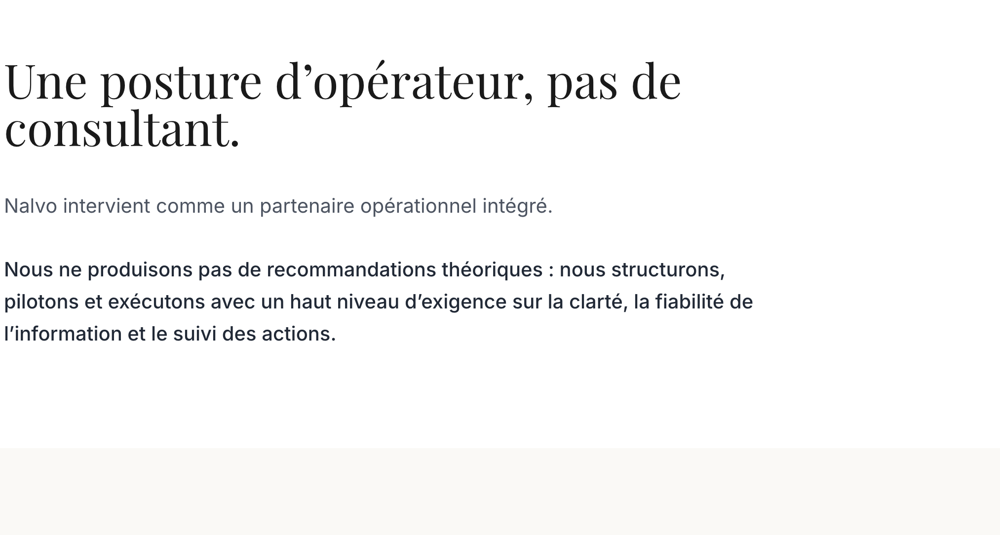 Une posture d’opérateur, pas de
consultant.
Nalvo intervient comme un partenaire opérationnel intégré.
Nous ne produisons pas de recommandations théoriques : nous structurons,
pilotons et exécutons avec un haut niveau d’exigence sur la clarté, la fiabilité de
l’information et le suivi des actions.